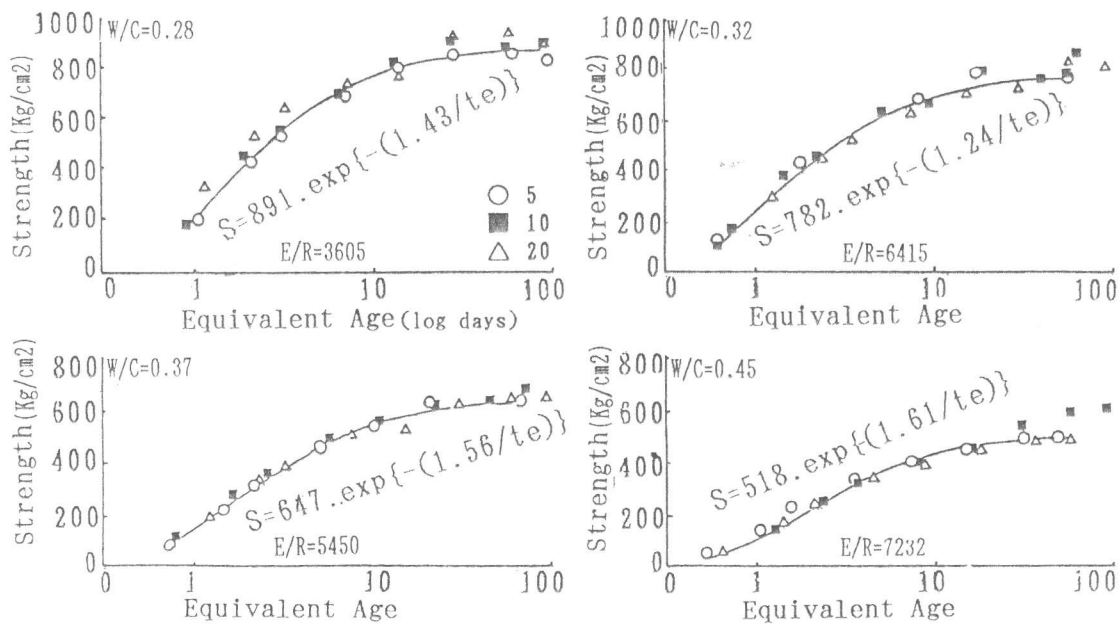 W/C=0.28
1000
800
600
400
200
0
Strength(Kg/cm2)
S=891.exp{-(1.43/te)}
5
10
20
E/R=3605
1 10 100
Equivalent Age(log days)
W/C=0.32
1000
800
600
400
200
0
Strength(Kg/cm2)
S=782.exp{-(1.24/te)}
E/R=6415
1 10 100
Equivalent Age
W/C=0.37
800
600
400
200
0
Strength(Kg/cm2)
S=647.exp{-(1.56/te)}
E/R=5450
0 1 10 100
Equivalent Age
W/C=0.45
800
600
400
200
0
Strength(Kg/cm2)
S=518.exp{-(1.61/te)}
E/R=7232
0 1 10 100
Equivalent Age